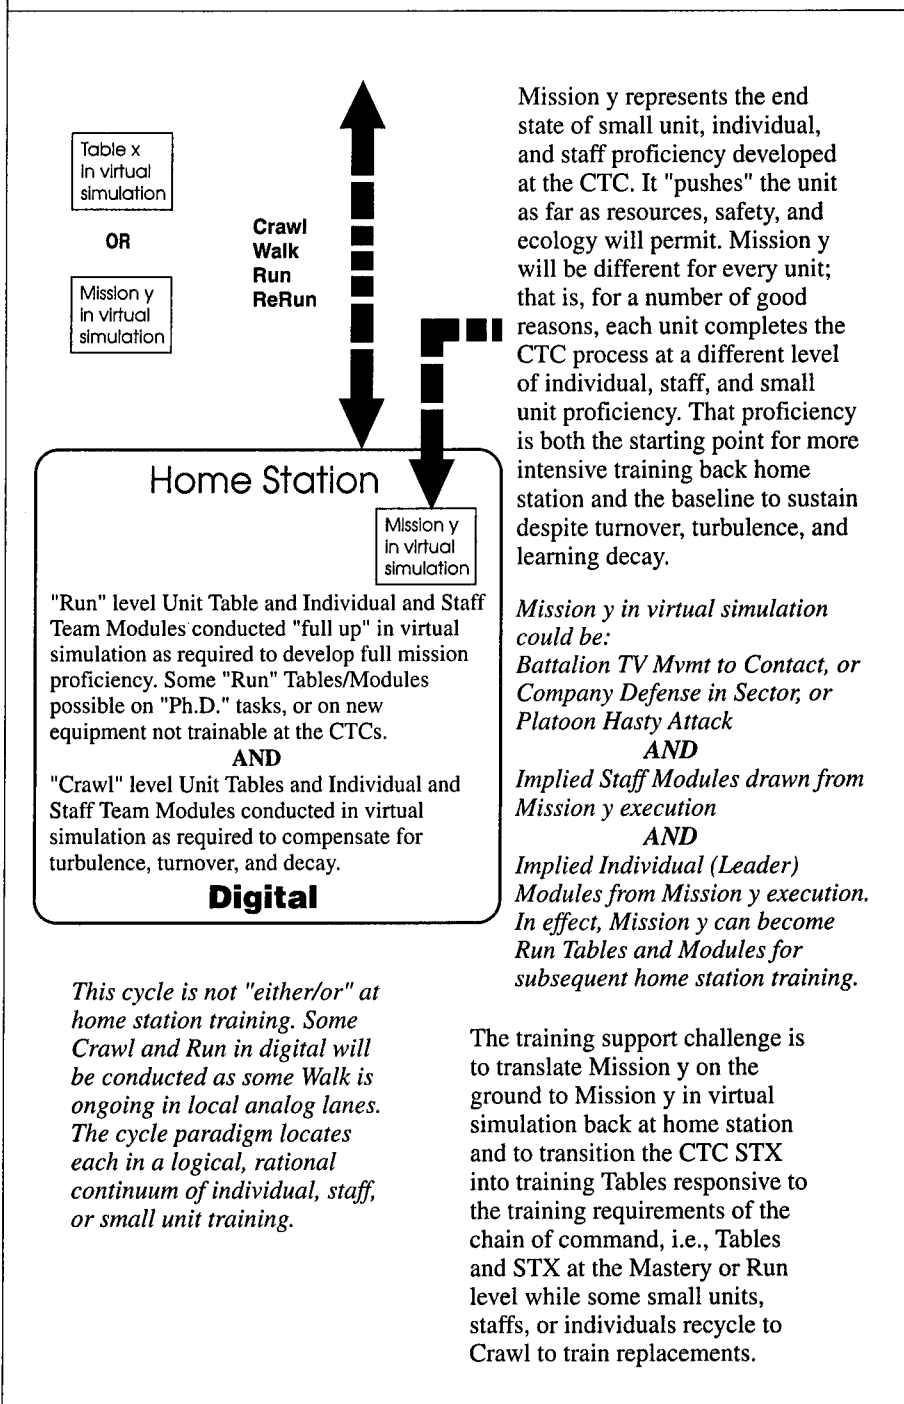 Table x
in virtual
simulation
OR
Mission y
in virtual
simulation
Crawl
Walk
Run
ReRun
Home Station
Mission y
in virtual
simulation
"Run" level Unit Table and Individual and Staff
Team Modules conducted "full up" in virtual
simulation as required to develop full mission
proficiency. Some "Run" Tables/Modules
possible on "Ph.D." tasks, or on new
equipment not trainable at the CTCs.
AND
"Crawl" level Unit Tables and Individual and
Staff Team Modules conducted in virtual
simulation as required to compensate for
turbulence, turnover, and decay.
Digital
This cycle is not "either/or" at
home station training. Some
Crawl and Run in digital will
be conducted as some Walk is
ongoing in local analog lanes.
The cycle paradigm locates
each in a logical, rational
continuum of individual, staff,
or small unit training.
Mission y represents the end
state of small unit, individual,
and staff proficiency developed
at the CTC. It "pushes" the unit
as far as resources, safety, and
ecology will permit. Mission y
will be different for every unit;
that is, for a number of good
reasons, each unit completes the
CTC process at a different level
of individual, staff, and small
unit proficiency. That proficiency
is both the starting point for more
intensive training back home
station and the baseline to sustain
despite turnover, turbulence, and
learning decay.
Mission y in virtual simulation
could be:
Battalion TV Mvmt to Contact, or
Company Defense in Sector, or
Platoon Hasty Attack
AND
Implied Staff Modules drawn from
Mission y execution
AND
Implied Individual (Leader)
Modules from Mission y execution.
In effect, Mission y can become
Run Tables and Modules for
subsequent home station training.
The training support challenge is
to translate Mission y on the
ground to Mission y in virtual
simulation back at home station
and to transition the CTC STX
into training Tables responsive to
the training requirements of the
chain of command, i.e., Tables
and STX at the Mastery or Run
level while some small units,
staffs, or individuals recycle to
Crawl to train replacements.